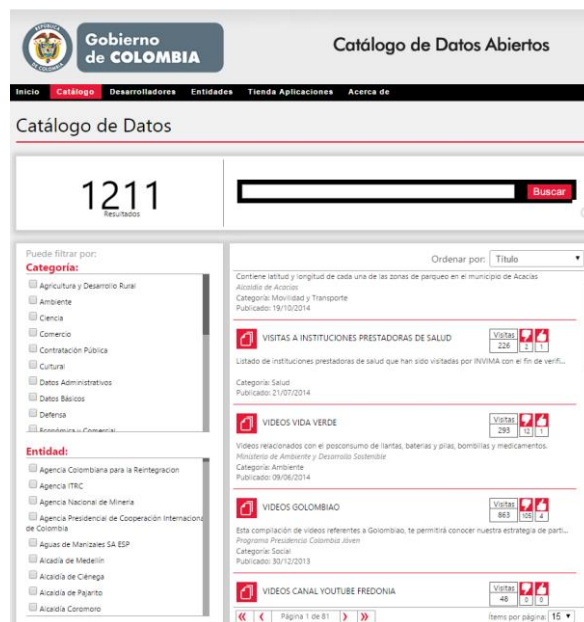 Gobierno
de COLOMBIA
Catálogo de Datos Abiertos
Inicio Catálogo Desarrolladores Entidades Tienda Aplicaciones Acerca de
Catálogo de Datos
1211
Resultados
Buscar
Puede filtrar por:
Categoría:
Agricultura y Desarrollo Rural
Ambiente
Ciencia
Comercio
Contratación Pública
Cultural
Datos Administrativos
Datos Básicos
Defensa
Económica y Comercial
Entidad:
Agencia Colombiana para la Reintegracion
Agencia ITRC
Agencia Nacional de Mineria
Agencia Presidencial de Cooperación Internaciona
de Colombia
Aguas de Manizales SA ESP
Alcadía de Medellín
Alcaldía de Ciénega
Alcaldía de Pajarito
Alcaldía Coromoro
Ordenar por: Título
Contiene latitud y longitud de cada una de las zonas de parqueo en el municipio de Acacias
Alcaldía de Acacias
Categoría: Movilidad y Transporte
Publicado: 19/10/2014
VISITAS A INSTITUCIONES PRESTADORAS DE SALUD
Visitas
226 2 1
Listado de instituciones prestadoras de salud que han sido visitadas por INVIMA con el fin de verifi...
Categoría: Salud
Publicado: 21/07/2014
VIDEOS VIDA VERDE
Visitas
293 12 1
Videos relacionados con el posconsumo de llantas, baterias y pilas, bombillas y medicamentos.
Ministerio de Ambiente y Desarrollo Sostenible
Categoría: Ambiente
Publicado: 09/06/2014
VIDEOS GOLOMBIAO
Visitas
863 105 4
Esta compilación de videos referentes a Golombiao, te permitirá conocer nuestra estrategia de parti...
Programa Presidencia Colombia Joven
Categoría: Social
Publicado: 30/12/2013
VIDEOS CANAL YOUTUBE FREDONIA
Visitas
48 0 0
Página 1 de 81
Ítems por página: 15